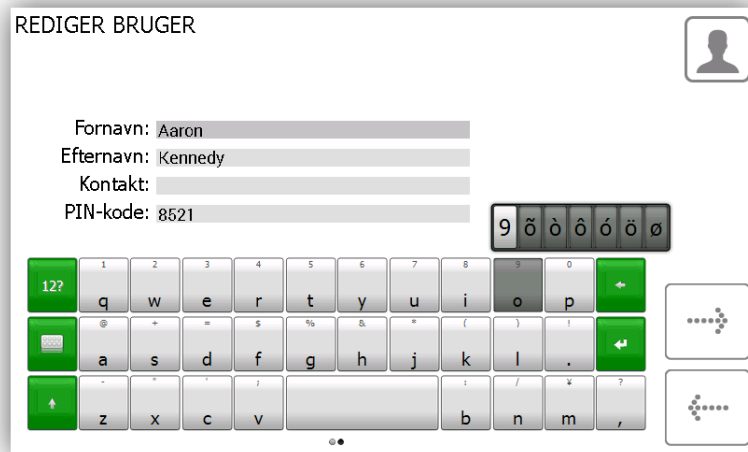 REDIGER BRUGER
Fornavn: Aaron
Efternavn: Kennedy
Kontakt:
PIN-kode: 8521
9 õ ò ô ó ö ø
1 2 3 4 5 6 7 8 9 0
12? q w e r t y u i o p
@ + = $ % & * ( ) !
a s d f g h j k l .
- " ' ; : / ¥ ?
z x c v b n m ,